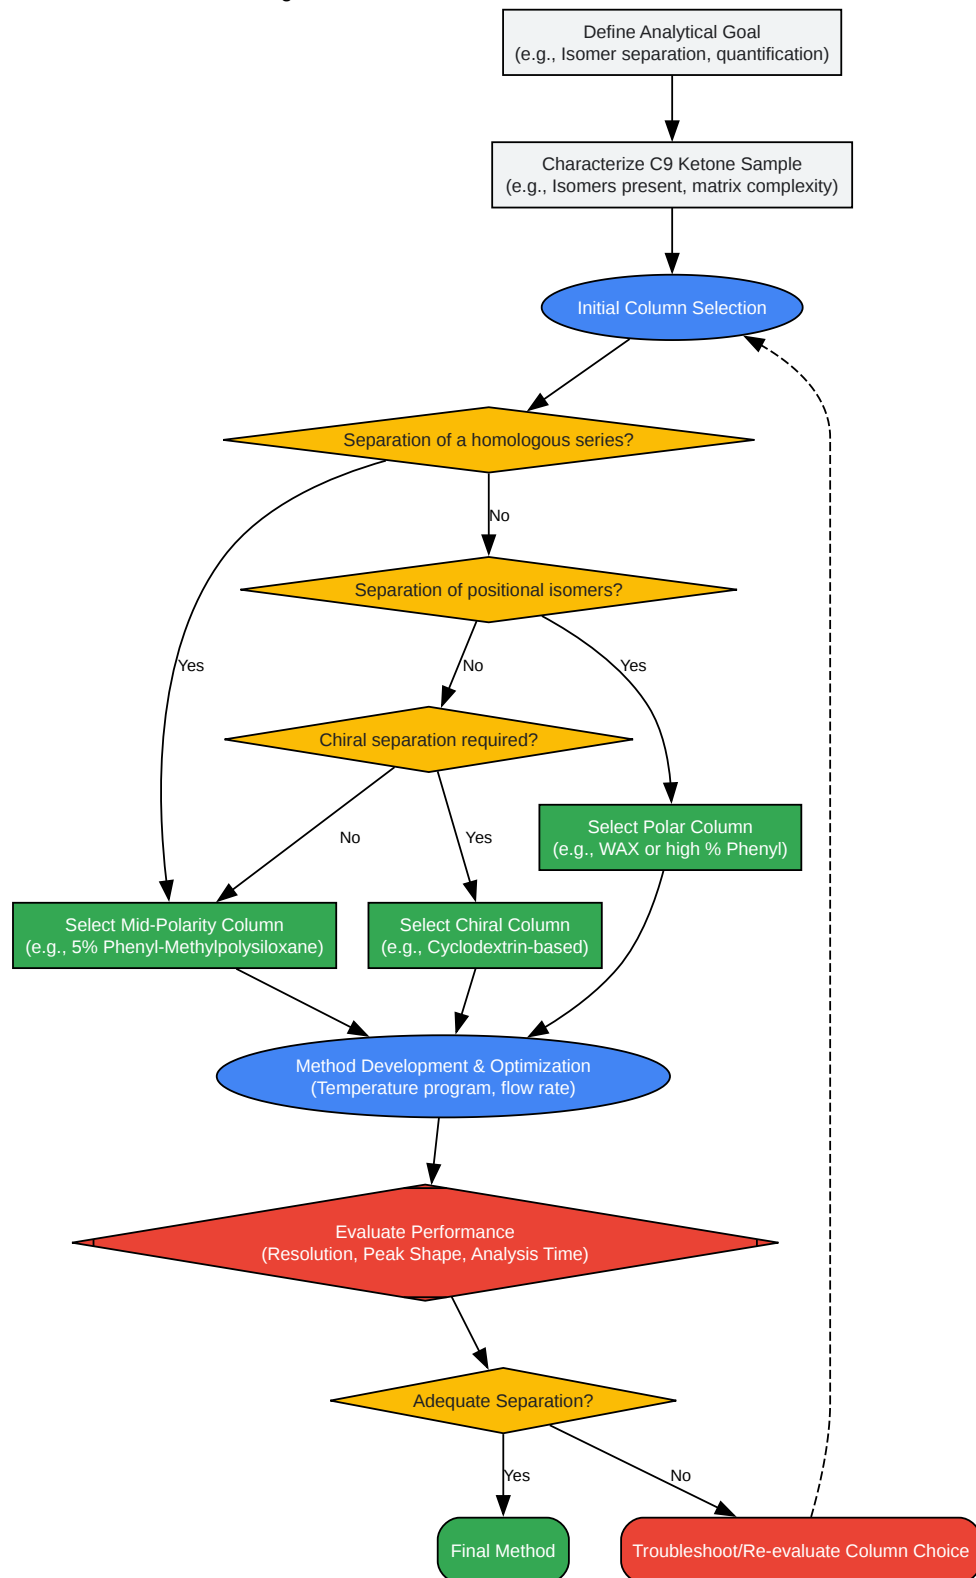 Define Analytical Goal
(e.g., Isomer separation, quantification)
Characterize C9 Ketone Sample
(e.g., Isomers present, matrix complexity)
Initial Column Selection
Separation of a homologous series?
No
Separation of positional isomers?
Yes
No
Yes
Chiral separation required?
No
Yes
Select Polar Column
(e.g., WAX or high % Phenyl)
Select Mid-Polarity Column
(e.g., 5% Phenyl-Methylpolysiloxane)
Select Chiral Column
(e.g., Cyclodextrin-based)
Method Development & Optimization
(Temperature program, flow rate)
Evaluate Performance
(Resolution, Peak Shape, Analysis Time)
Adequate Separation?
Yes
No
Final Method
Troubleshoot/Re-evaluate Column Choice